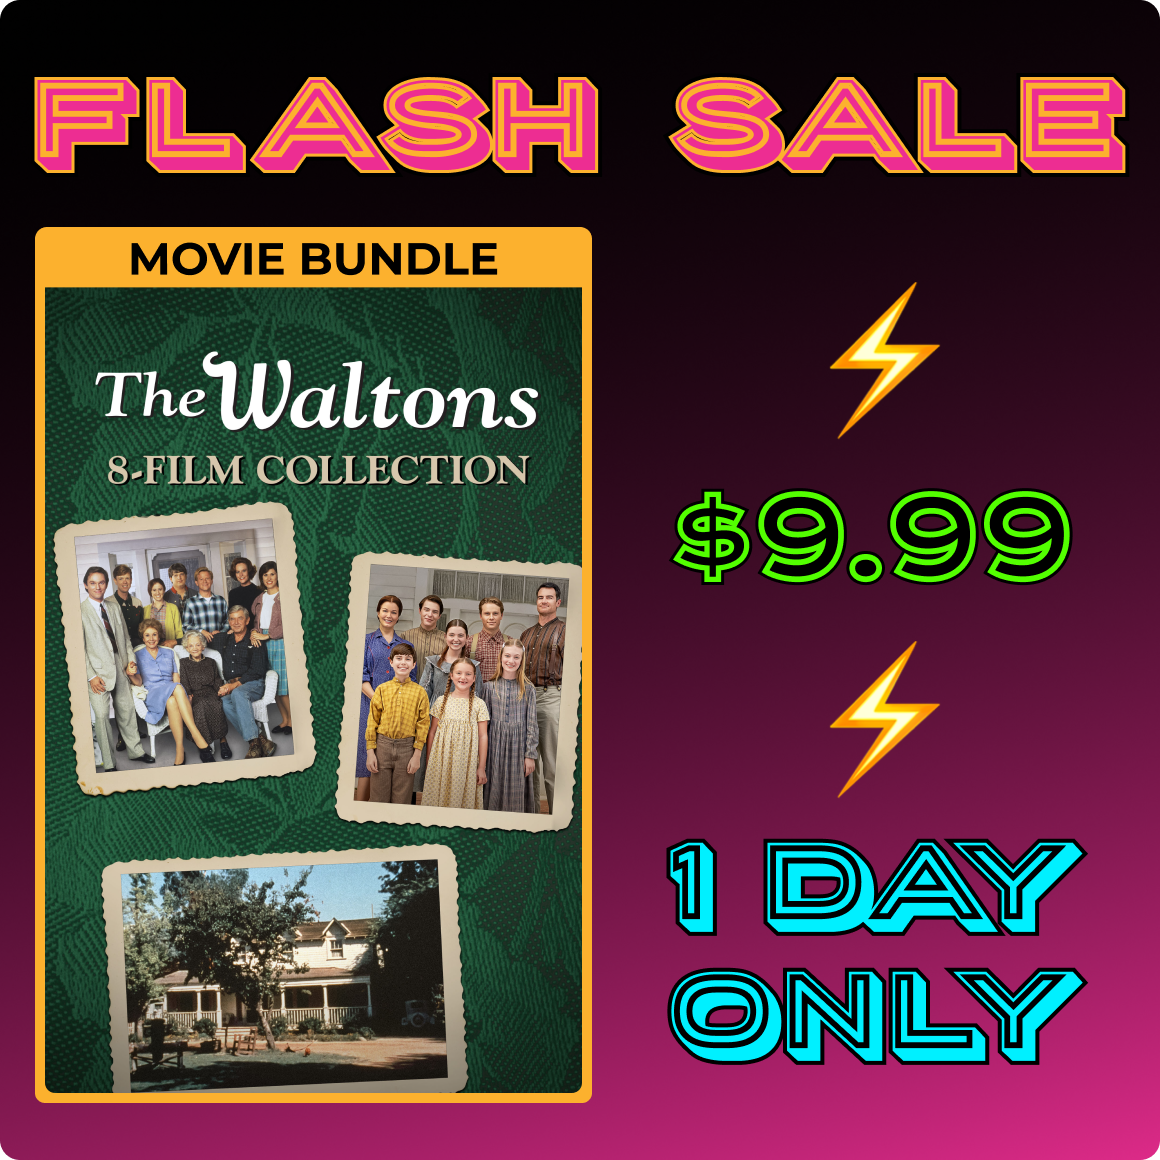 FLASH SALE
MOVIE BUNDLE
The Waltons
8-FILM COLLECTION
$9.99
1 DAY
ONLY